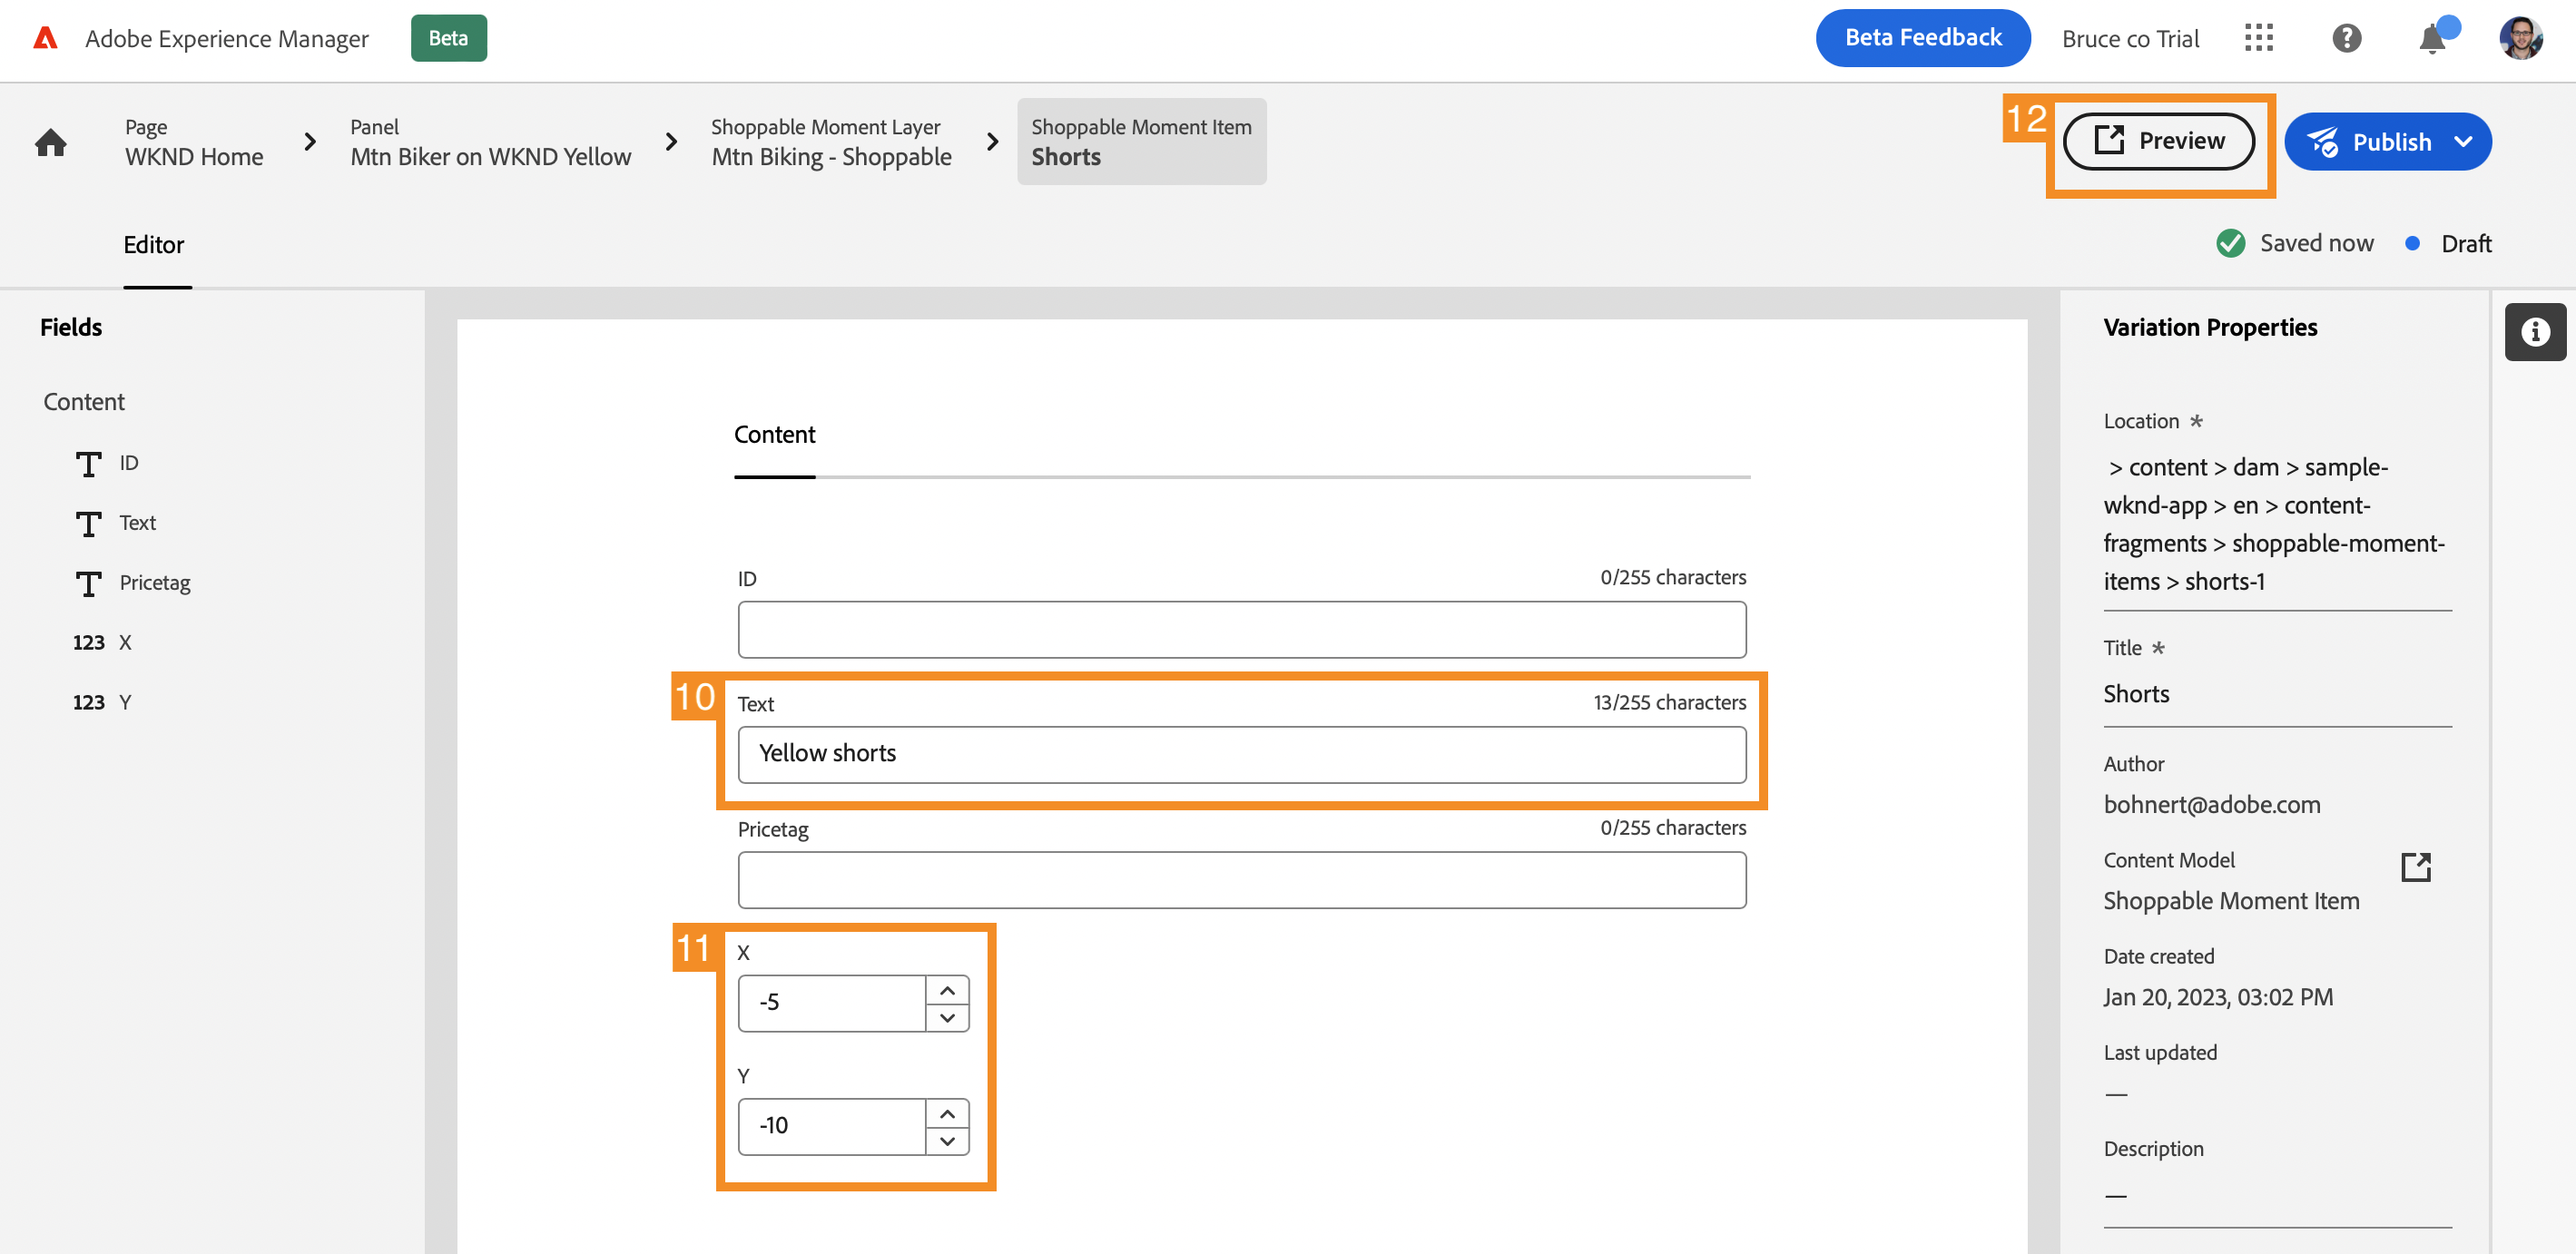 Adobe Experience Manager
Beta
Beta Feedback
Bruce co Trial
Page
WKND Home
Panel
Mtn Biker on WKND Yellow
Shoppable Moment Layer
Mtn Biking - Shoppable
Shoppable Moment Item
Shorts
12
Preview
Publish
Editor
Saved now
Draft
Fields
Content
T ID
T Text
T Pricetag
123 X
123 Y
Content
ID
0/255 characters
10
Text
13/255 characters
Yellow shorts
Pricetag
0/255 characters
11
X
-5
Y
-10
Variation Properties
Location *
> content > dam > sample-
wknd-app > en > content-
fragments > shoppable-moment-
items > shorts-1
Title *
Shorts
Author
bohnert@adobe.com
Content Model
Shoppable Moment Item
Date created
Jan 20, 2023, 03:02 PM
Last updated
—
Description
—